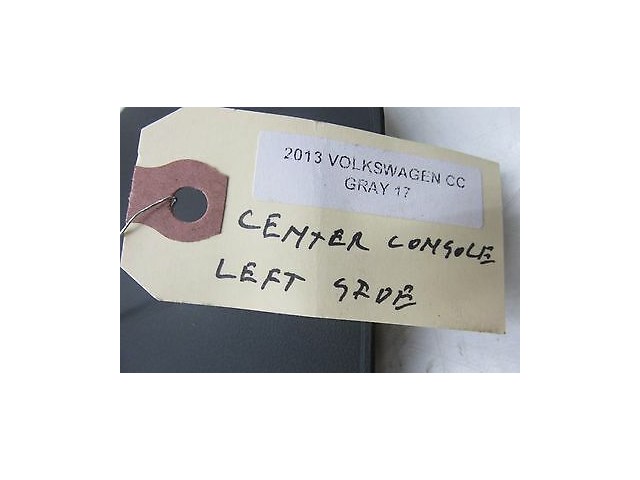 2013 VOLKSWAGEN CC
GRAY 17
CENTER CONSOLE
LEFT SIDE